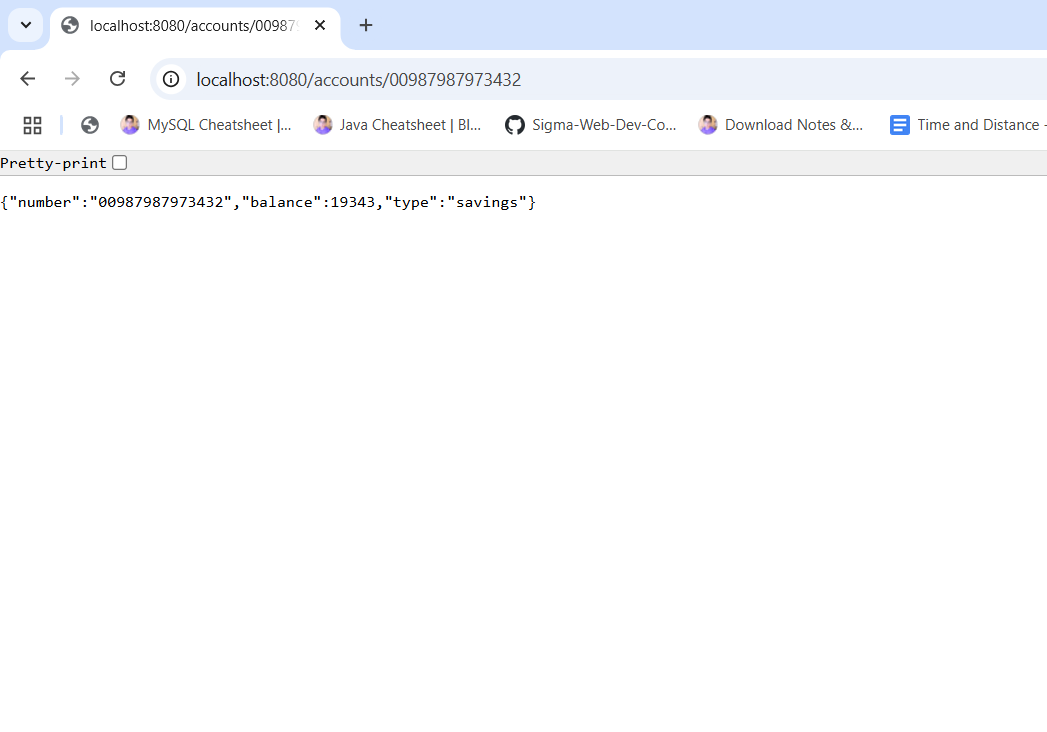 localhost:8080/accounts/00987
localhost:8080/accounts/00987987973432
MySQL Cheatsheet |... Java Cheatsheet | Bl... Sigma-Web-Dev-Co... Download Notes &... Time and Distance -
Pretty-print
{"number":"00987987973432","balance":19343,"type":"savings"}